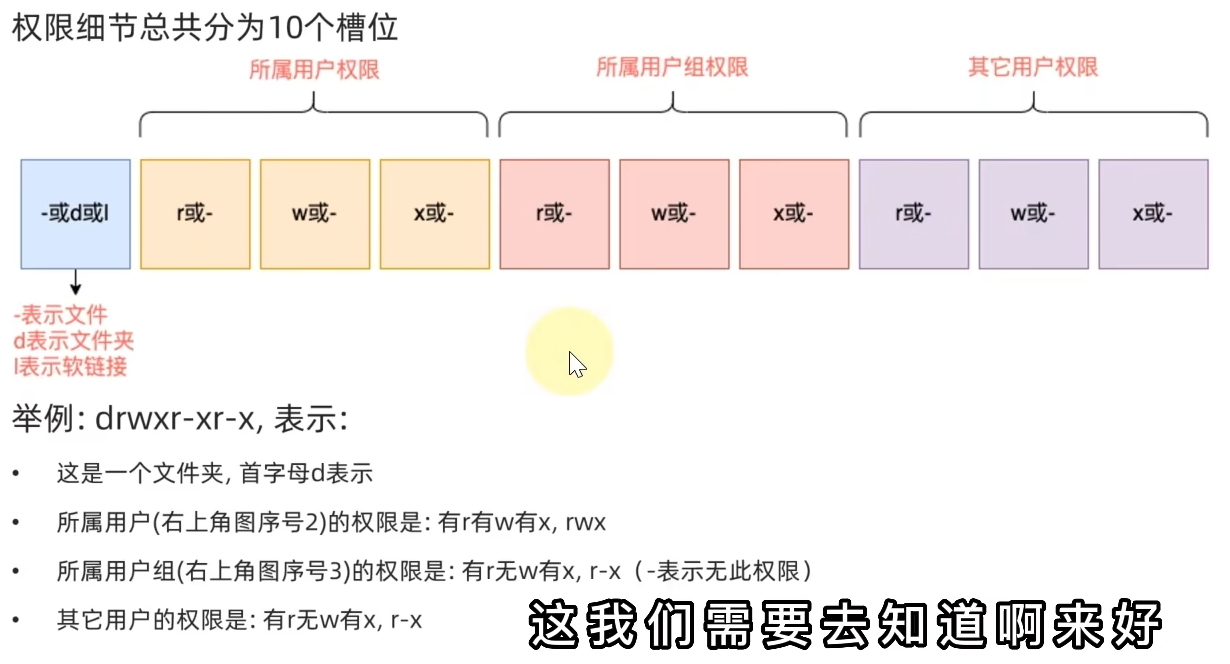 权限细节总共分为10个槽位
所属用户权限 所属用户组权限 其它用户权限
-或d或l r或- w或- x或- r或- w或- x或- r或- w或- x或-
-表示文件
d表示文件夹
l表示软链接
举例: drwxr-xr-x, 表示:
• 这是一个文件夹, 首字母d表示
• 所属用户(右上角图序号2)的权限是: 有r有w有x, rwx
• 所属用户组(右上角图序号3)的权限是: 有r无w有x, r-x（-表示无此权限）
• 其它用户的权限是: 有r无w有x, r-x
这我们需要去知道啊来好